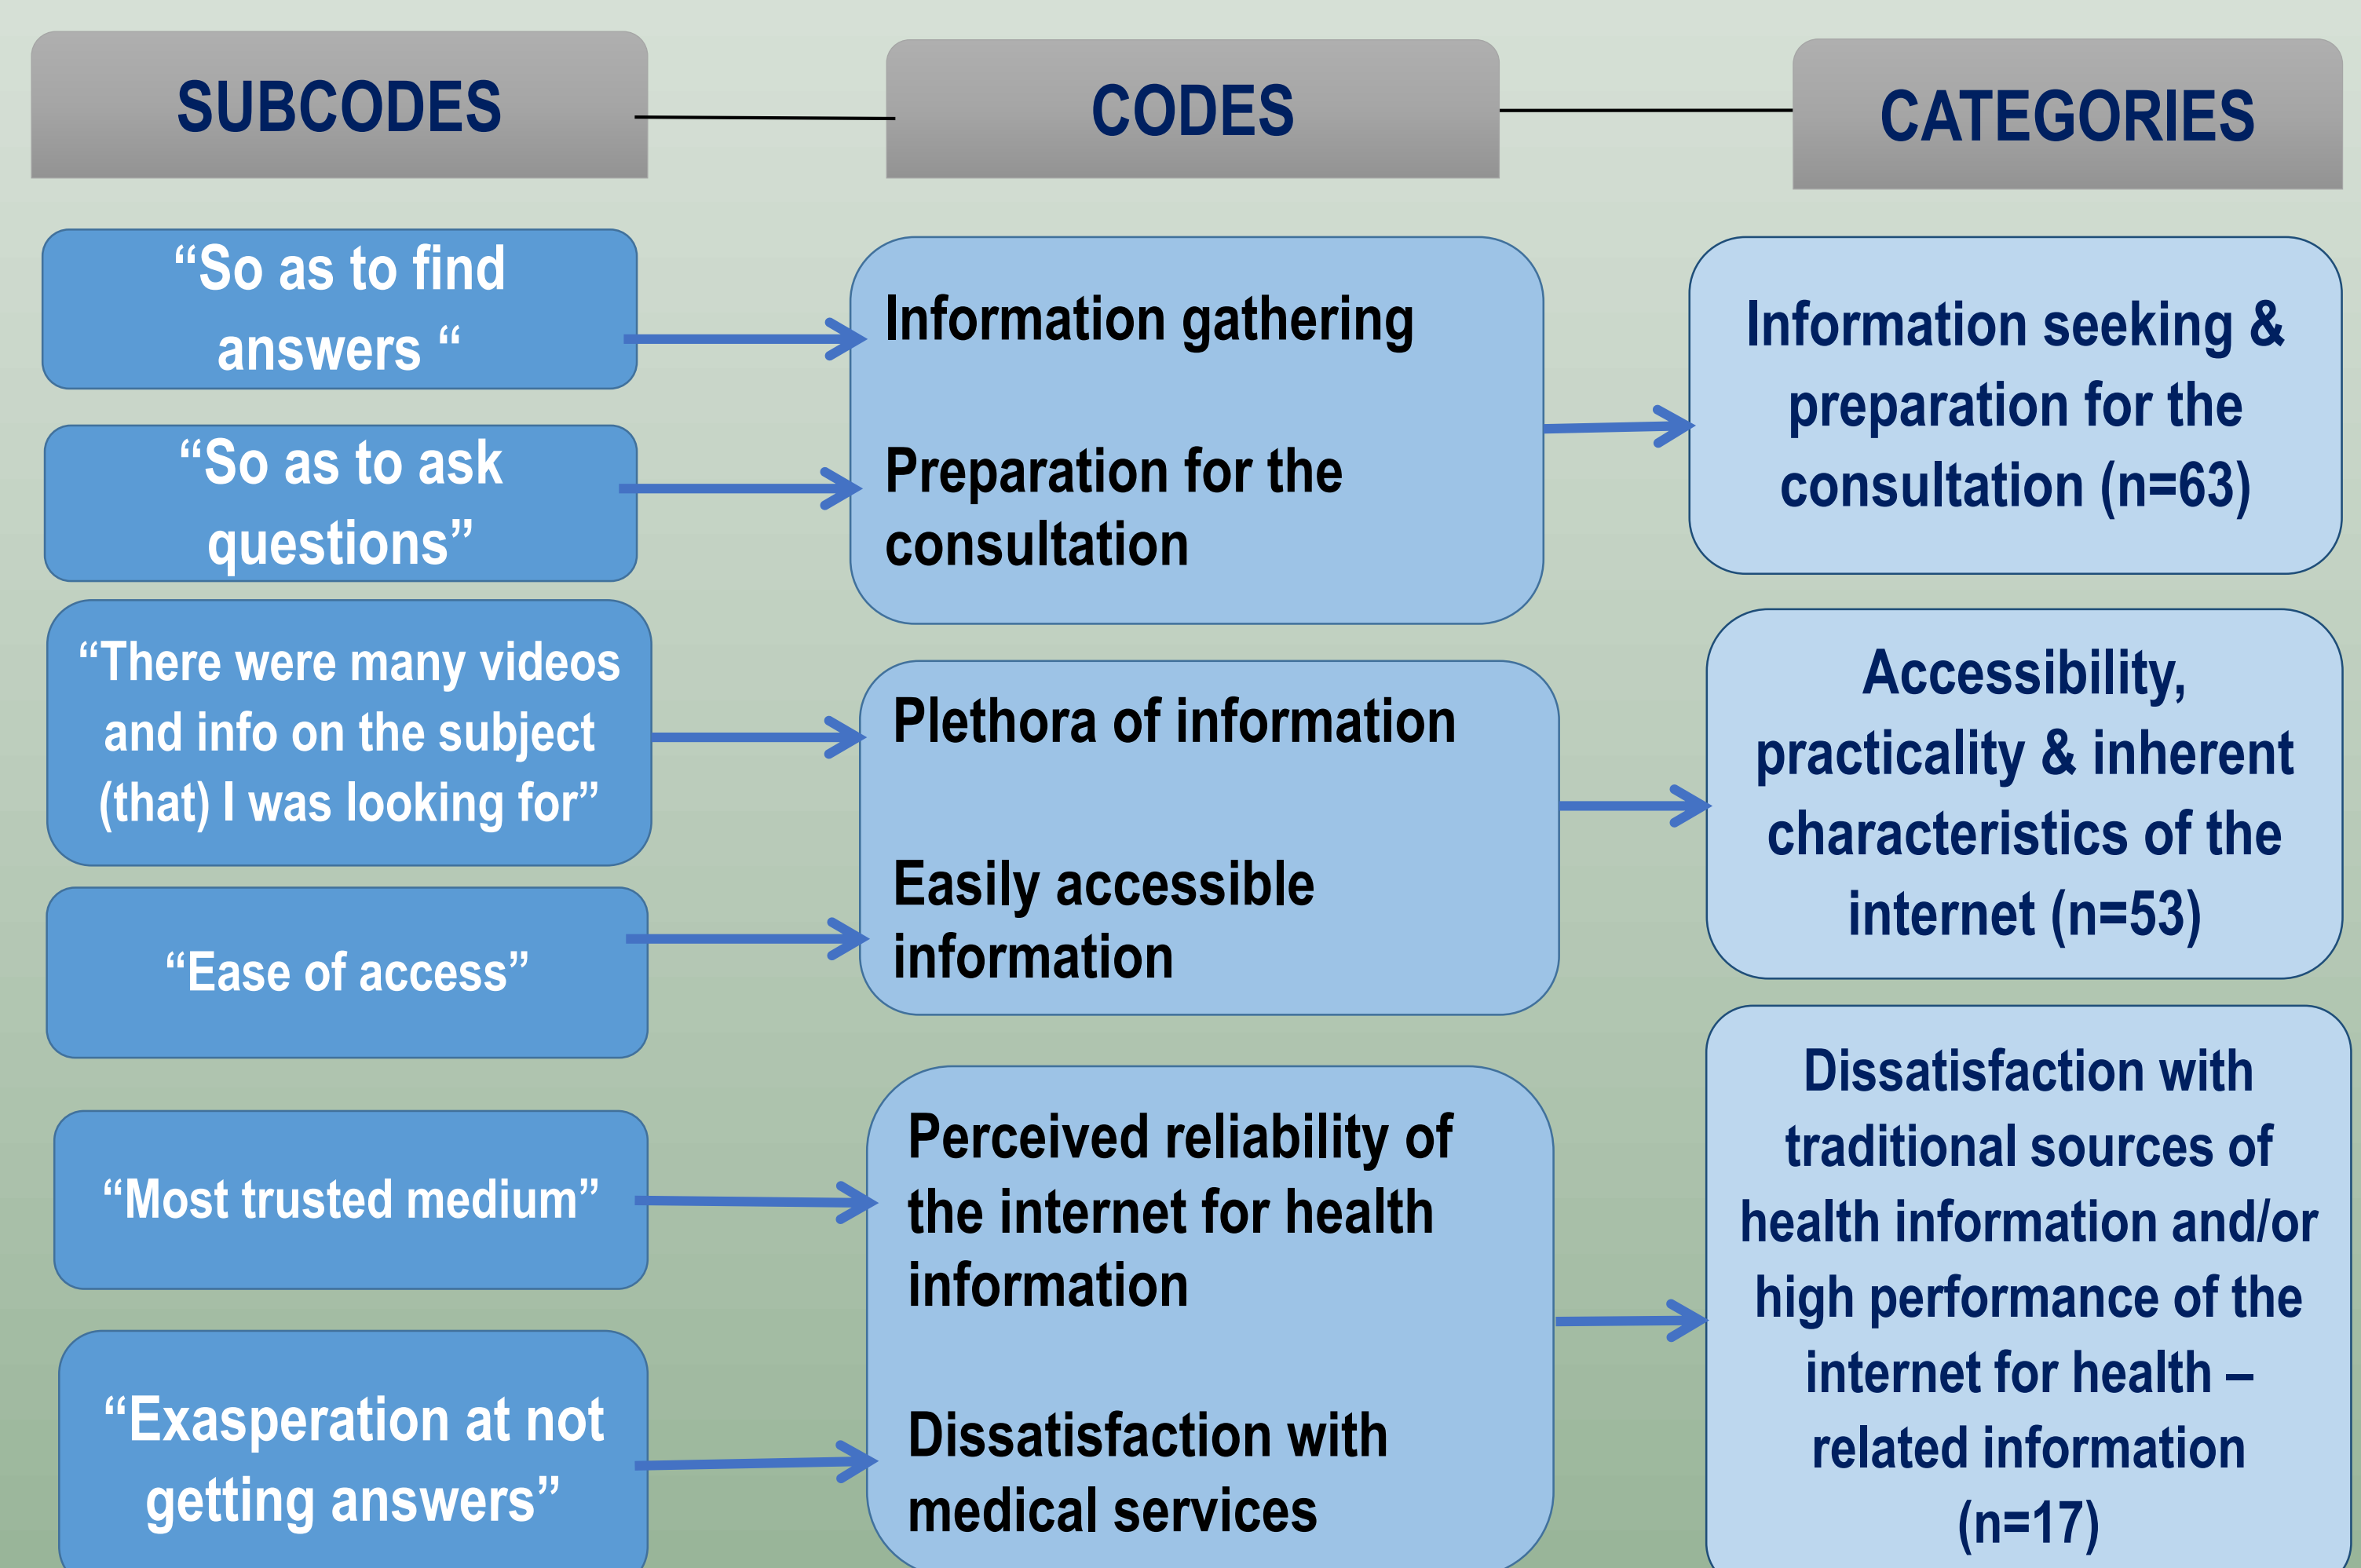 SUBCODES
CODES
CATEGORIES
“So as to find
answers “
“So as to ask
questions”
“There were many videos
and info on the subject
(that) I was looking for”
“Ease of access”
“Most trusted medium”
“Exasperation at not
getting answers”
Information gathering
Preparation for the
consultation
Plethora of information
Easily accessible
information
Perceived reliability of
the internet for health
information
Dissatisfaction with
medical services
Information seeking &
preparation for the
consultation (n=63)
Accessibility,
practicality & inherent
characteristics of the
internet (n=53)
Dissatisfaction with
traditional sources of
health information and/or
high performance of the
internet for health –
related information
(n=17)